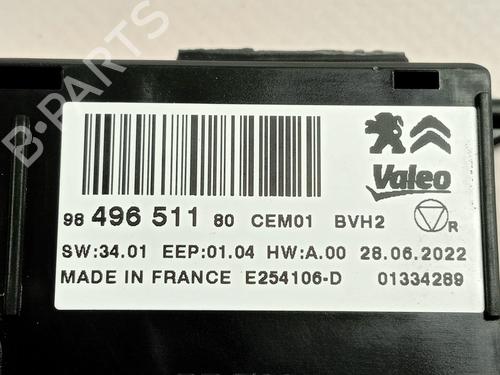 B-PARTS
Valeo
98 496 511 80 CEM01 BVH2
R
SW:34.01 EEP:01.04 HW:A.00 28.06.2022
MADE IN FRANCE E254106-D 01334289